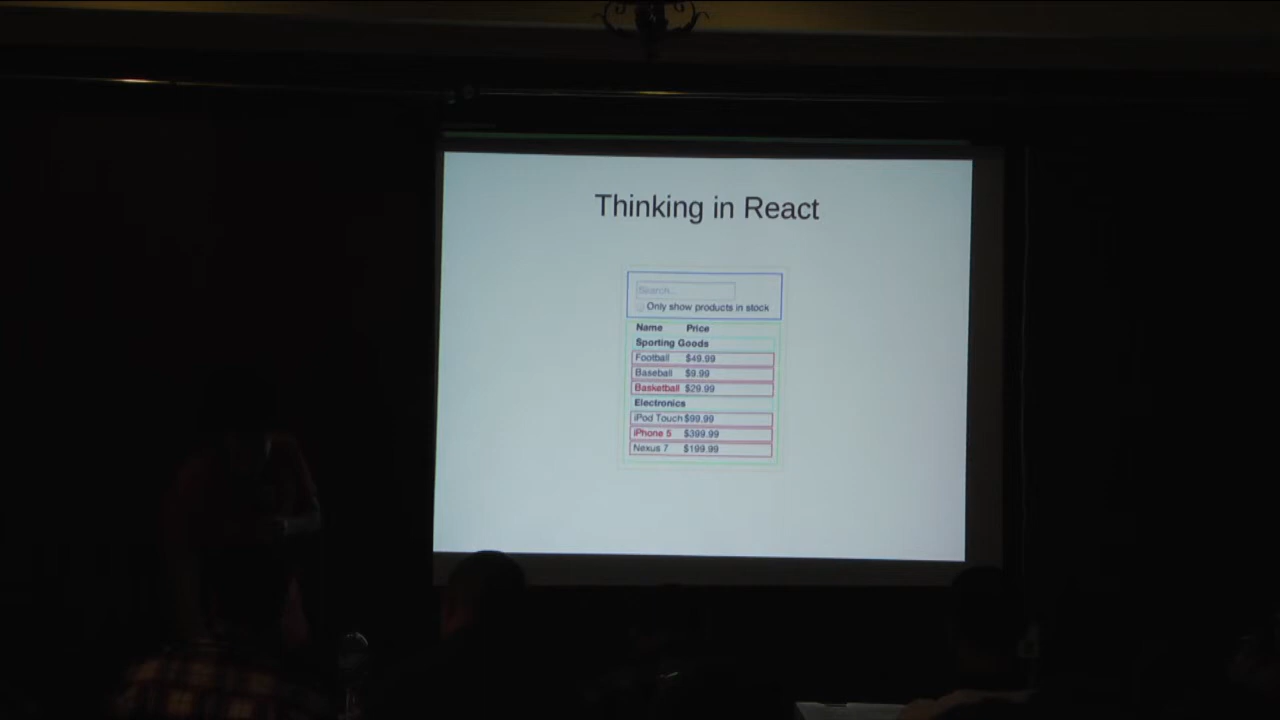 Thinking in React
Search...
Only show products in stock
Name Price
Sporting Goods
Football $49.99
Baseball $9.99
Basketball $29.99
Electronics
iPod Touch $99.99
iPhone 5 $399.99
Nexus 7 $199.99